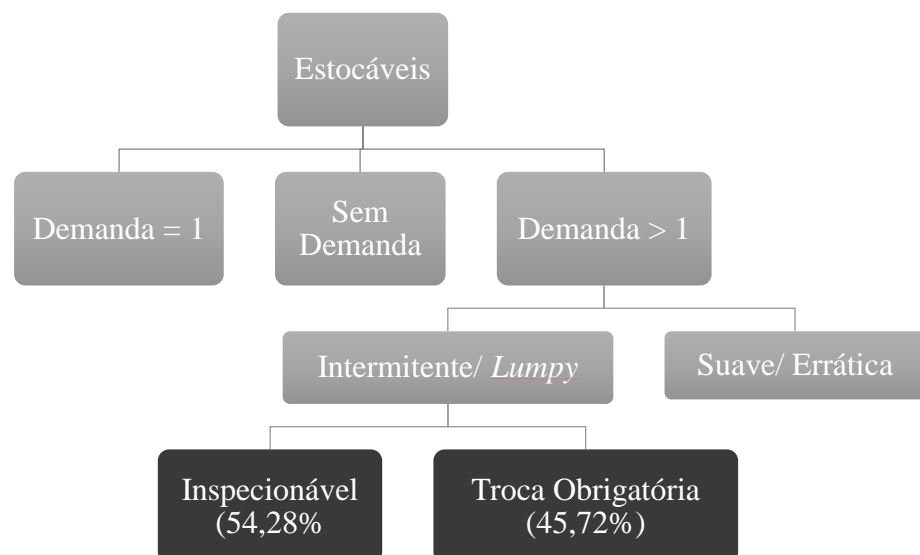 Estocáveis
Demanda = 1
Sem
Demanda
Demanda > 1
Intermitente/ Lumpy
Suave/ Errática
Inspecionável
(54,28%
Troca Obrigatória
(45,72%)